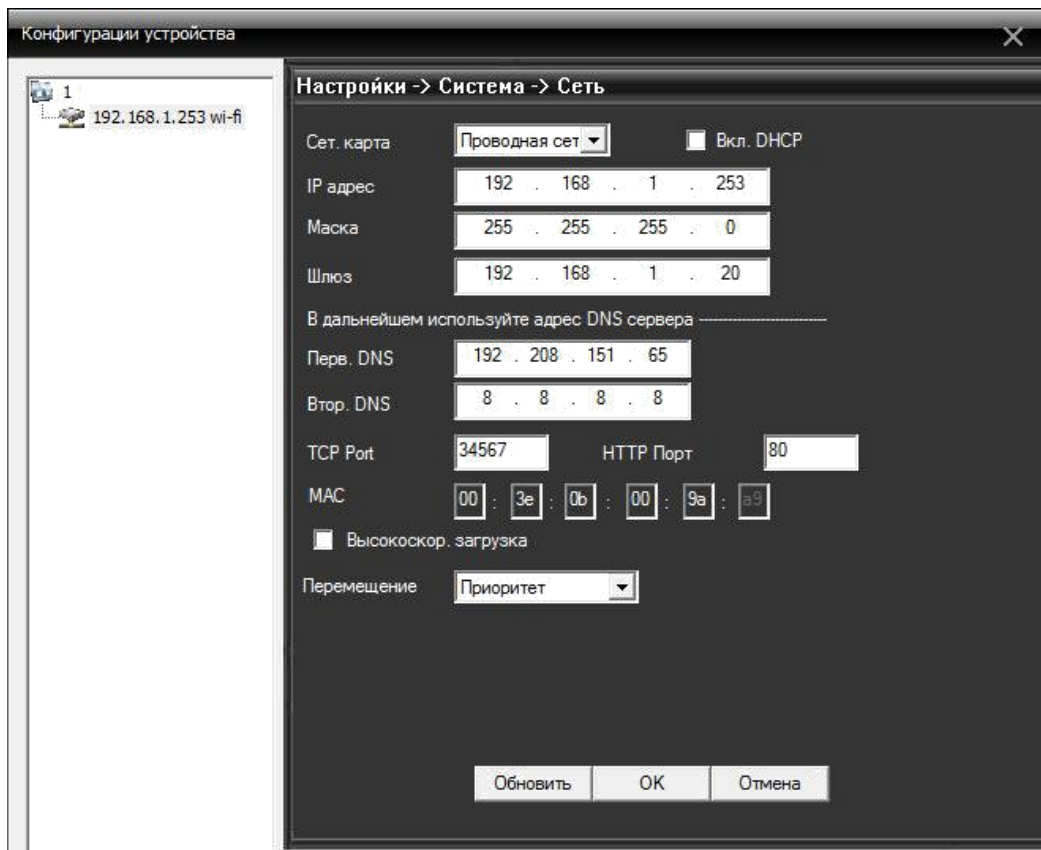 Конфигурации устройства
1
192.168.1.253 wi-fi
Настройки -> Система -> Сеть
Сет. карта Проводная сет Вкл. DHCP
IP адрес 192 . 168 . 1 . 253
Маска 255 . 255 . 255 . 0
Шлюз 192 . 168 . 1 . 20
В дальнейшем используйте адрес DNS сервера -------------------------
Перв. DNS 192 . 208 . 151 . 65
Втор. DNS 8 . 8 . 8 . 8
TCP Port 34567 HTTP Порт 80
MAC 00 : 3e : 0b : 00 : 9a : a9
Высокоскор. загрузка
Перемещение Приоритет
Обновить OK Отмена